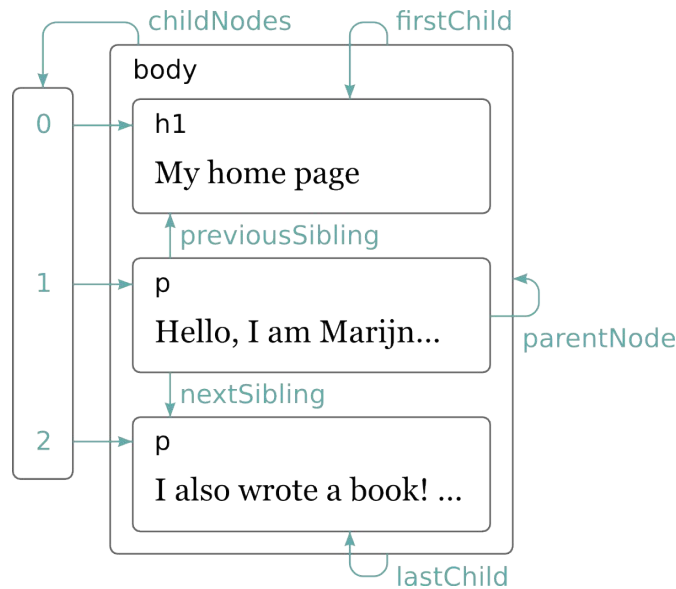 childNodes
firstChild
body
0
h1
My home page
previousSibling
1
p
Hello, I am Marijn...
parentNode
nextSibling
2
p
I also wrote a book! ...
lastChild